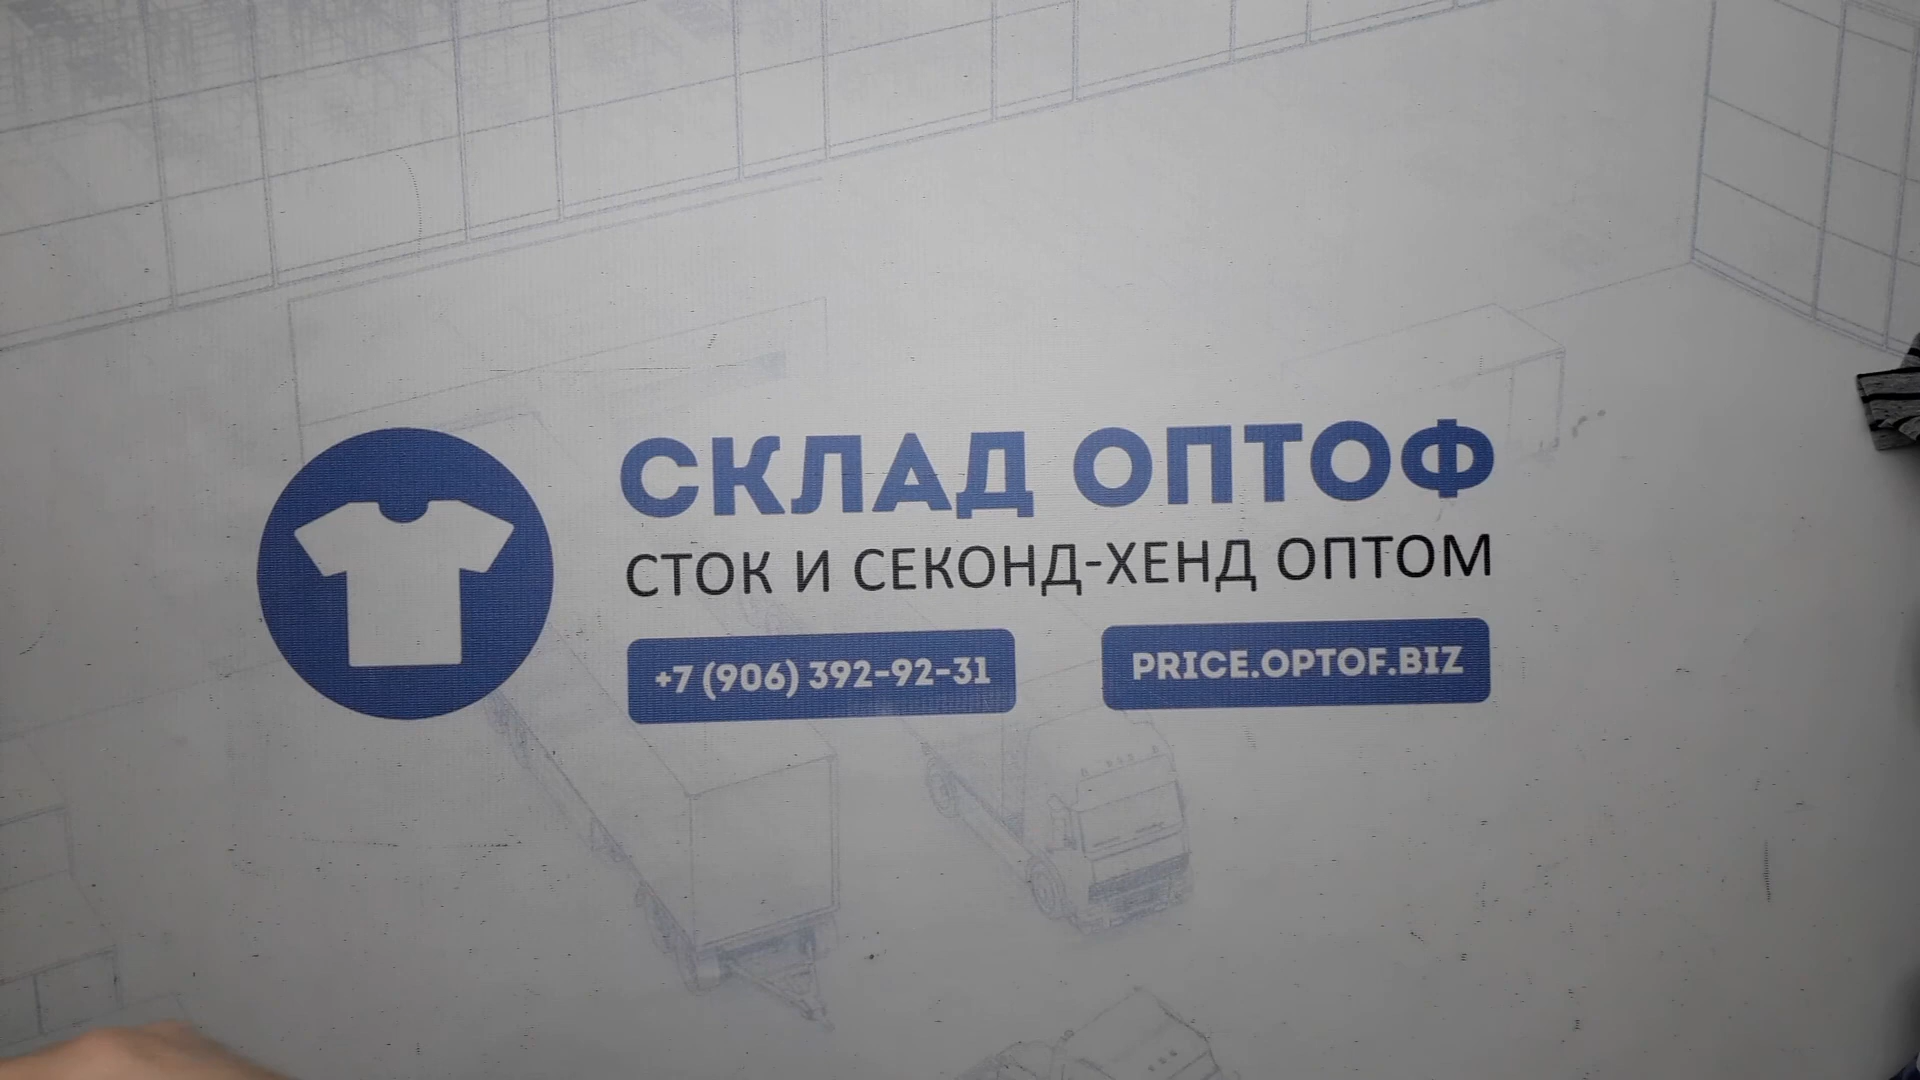 СКЛАД ОПТОФ
СТОК И СЕКОНД-ХЕНД ОПТОМ
+7 (906) 392-92-31
PRICE.OPTOF.BIZ